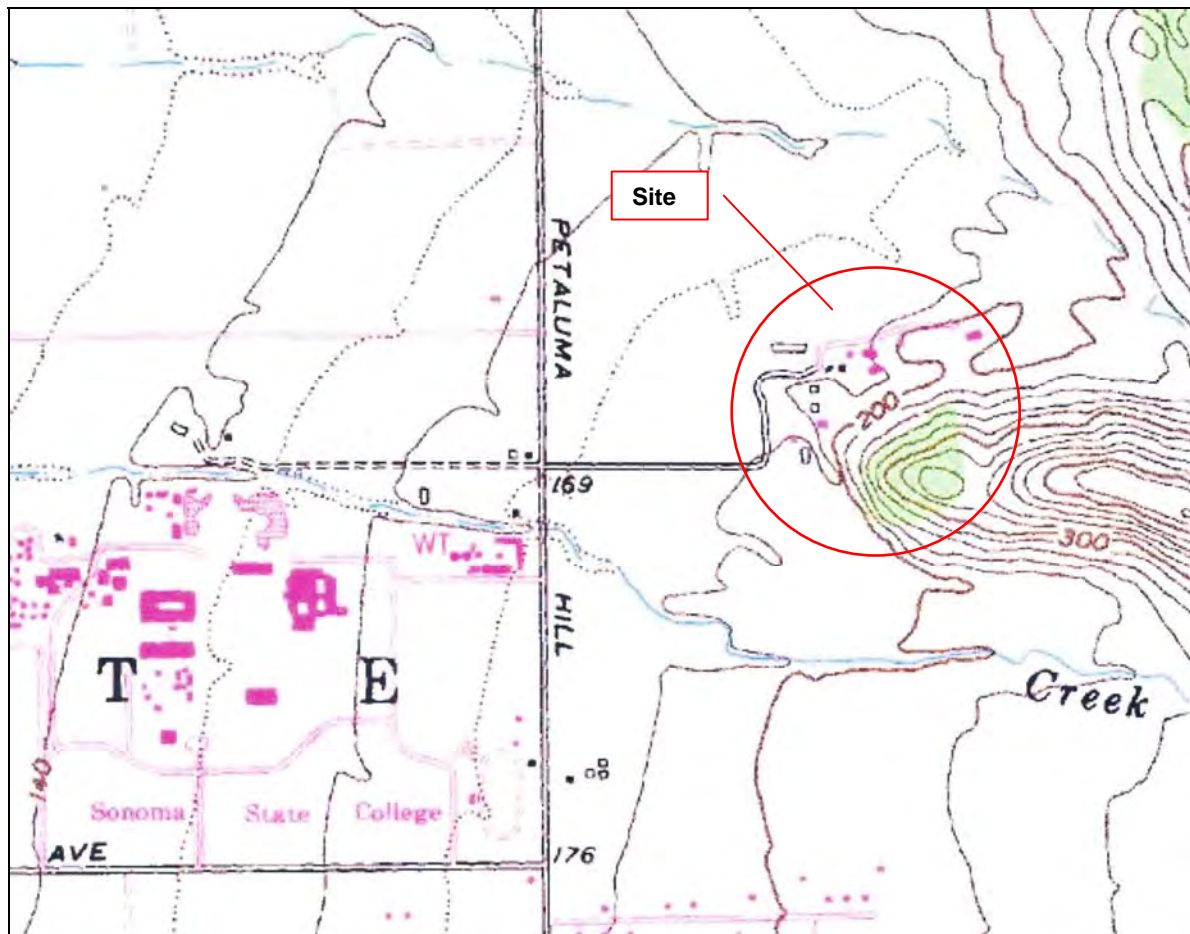 Site
PETALUMA
200
169
WT
300
HILL
T
E
Creek
140
Sonoma State College
AVE
176